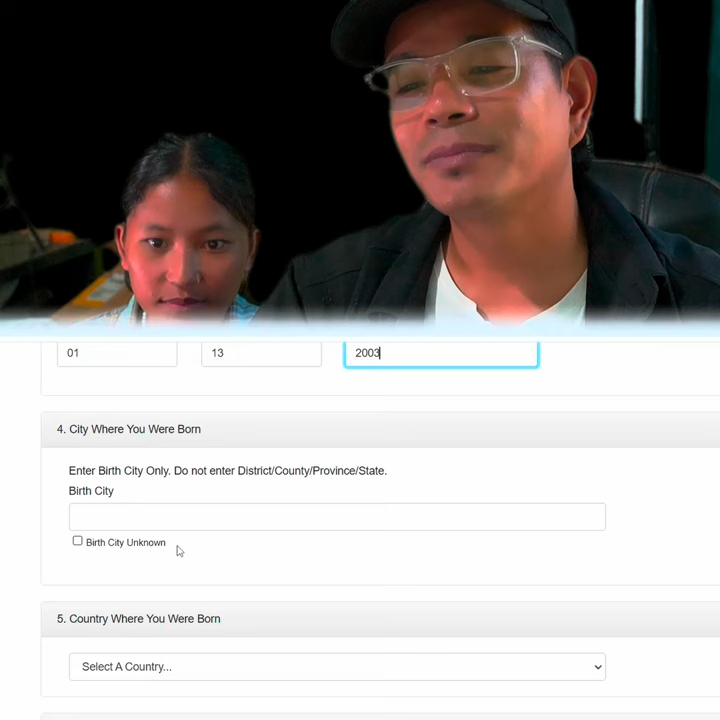 01 13 2003
4. City Where You Were Born
Enter Birth City Only. Do not enter District/County/Province/State.
Birth City
Birth City Unknown
5. Country Where You Were Born
Select A Country...